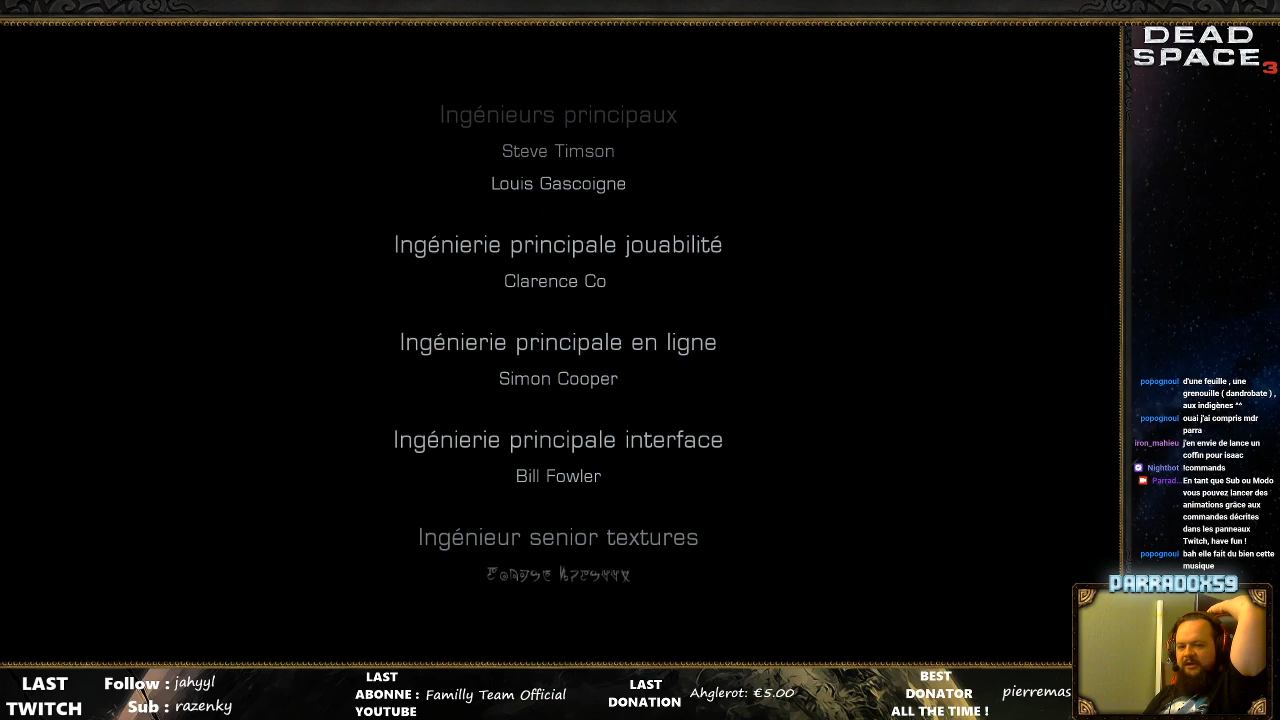 DEAD
SPACE
3
Ingénieurs principaux
Steve Timson
Louis Gascoigne
Ingénierie principale jouabilité
Clarence Co
Ingénierie principale en ligne
Simon Cooper
Ingénierie principale interface
Bill Fowler
Ingénieur senior textures
popognoul d'une feuille , une
grenouille ( dandrobate ) ,
aux indigènes ^^
popognoul ouai j'ai compris mdr
parra
iron_mahieu j'en envie de lance un
coffin pour isaac
Nightbot !commands
Parrad... En tant que Sub ou Modo
vous pouvez lancer des
animations grâce aux
commandes décrites
dans les panneaux
Twitch, have fun !
popognoul bah elle fait du bien cette
musique
PARRADOX59
LAST
TWITCH
Follow : jahyyl
Sub : razenky
LAST
ABONNE :
YOUTUBE
Familly Team Official
LAST
DONATION
Anglerot: €5.00
BEST
DONATOR
ALL THE TIME !
pierremas